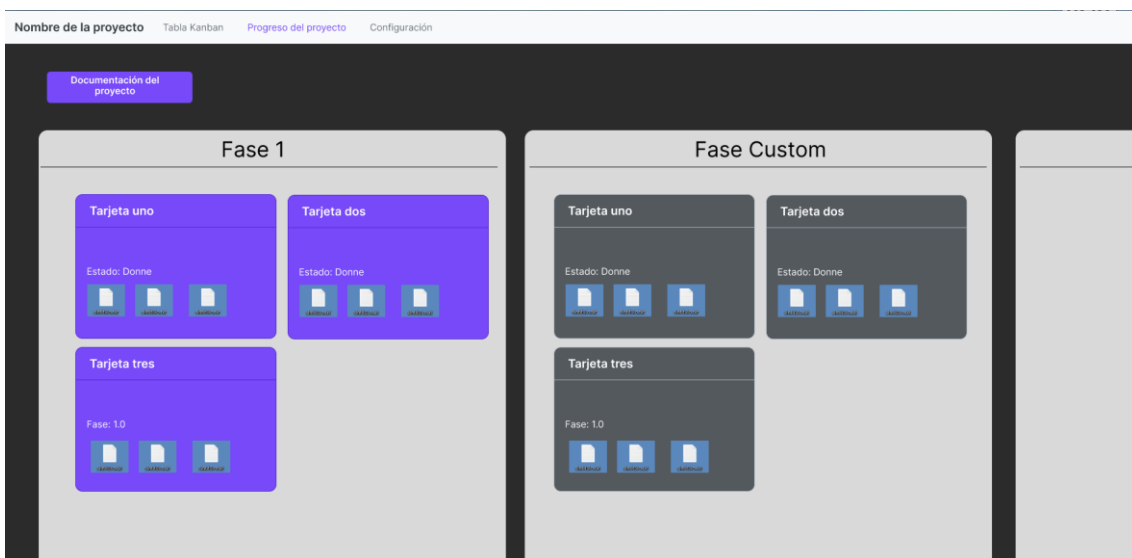 Nombre de la proyecto Tabla Kanban Progreso del proyecto Configuración
Documentación del
proyecto
Fase 1
Tarjeta uno
Tarjeta dos
Estado: Donne
Estado: Donne
Tarjeta tres
Fase: 1.0
Fase Custom
Tarjeta uno
Tarjeta dos
Estado: Donne
Estado: Donne
Tarjeta tres
Fase: 1.0